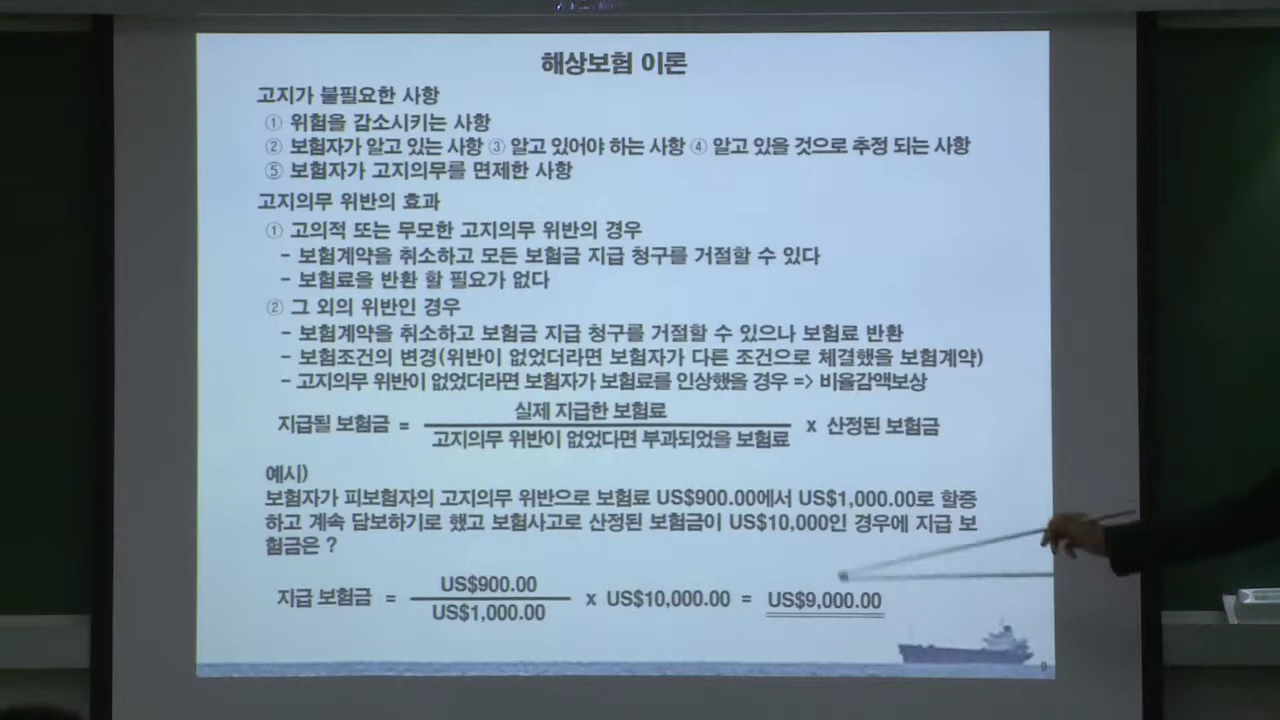 해상보험 이론
고지가 불필요한 사항
① 위험을 감소시키는 사항
② 보험자가 알고 있는 사항 ③ 알고 있어야 하는 사항 ④ 알고 있을 것으로 추정 되는 사항
⑤ 보험자가 고지의무를 면제한 사항
고지의무 위반의 효과
① 고의적 또는 무모한 고지의무 위반의 경우
- 보험계약을 취소하고 모든 보험금 지급 청구를 거절할 수 있다
- 보험료을 반환 할 필요가 없다
② 그 외의 위반인 경우
- 보험계약을 취소하고 보험금 지급 청구를 거절할 수 있으나 보험료 반환
- 보험조건의 변경(위반이 없었더라면 보험자가 다른 조건으로 체결했을 보험계약)
- 고지의무 위반이 없었더라면 보험자가 보험료를 인상했을 경우 => 비율감액보상
실제 지급한 보험료
지급될 보험금 = x 산정된 보험금
고지의무 위반이 없었다면 부과되었을 보험료
예시)
보험자가 피보험자의 고지의무 위반으로 보험료 US$900.00에서 US$1,000.00로 할증
하고 계속 담보하기로 했고 보험사고로 산정된 보험금이 US$10,000인 경우에 지급 보
험금은 ?
US$900.00
지급 보험금 = x US$10,000.00 = US$9,000.00
US$1,000.00
9